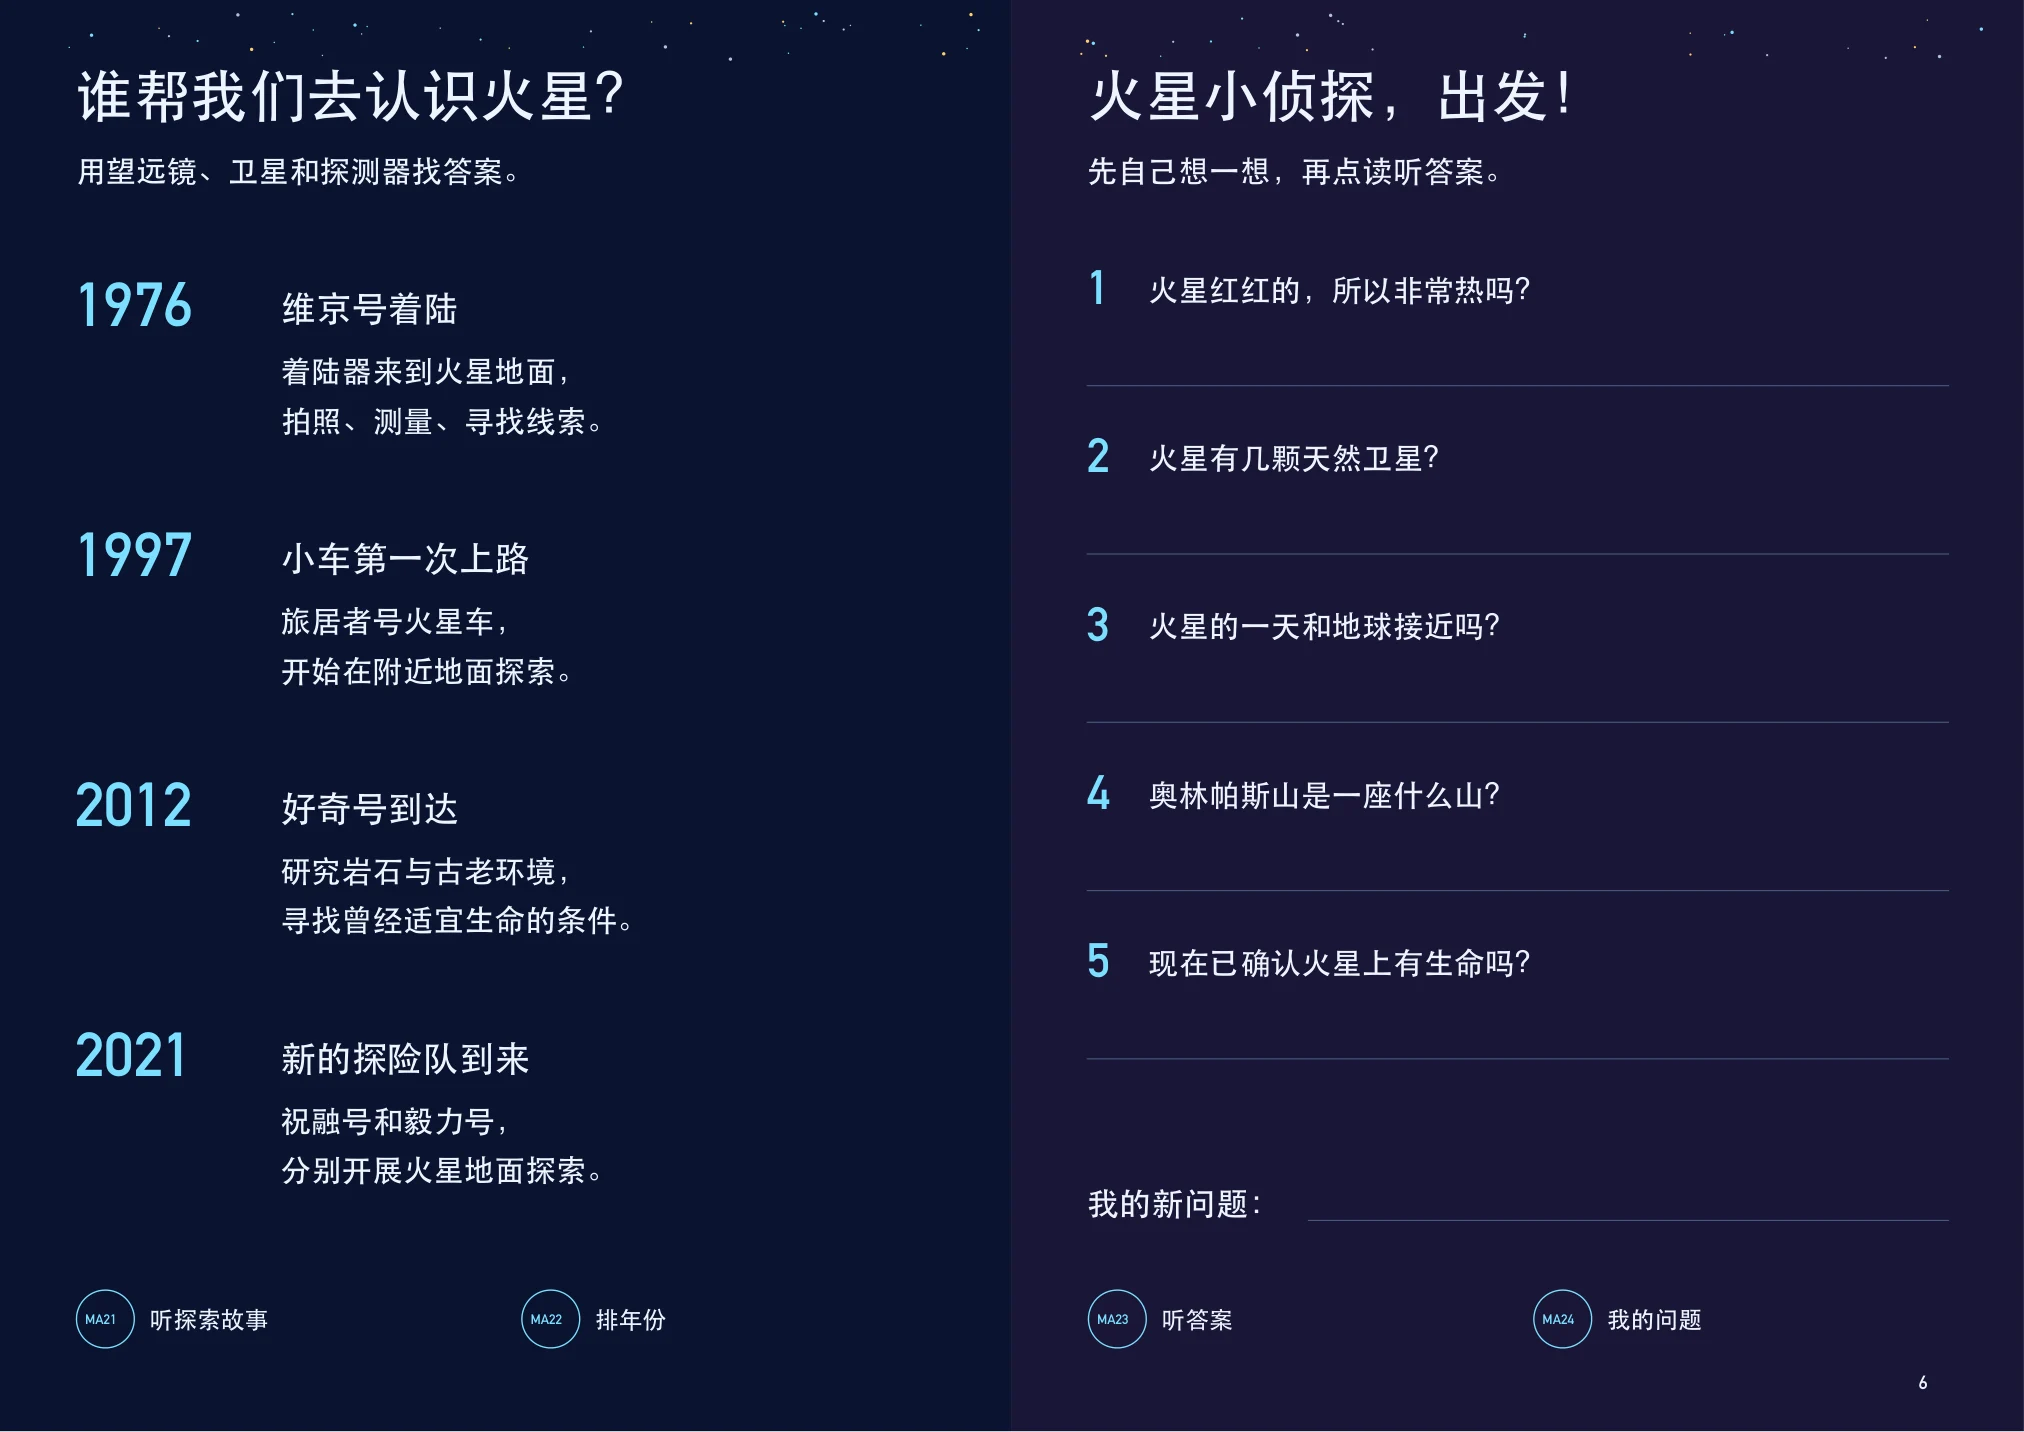 谁帮我们去认识火星？
用望远镜、卫星和探测器找答案。
1976
维京号着陆
着陆器来到火星地面，
拍照、测量、寻找线索。
1997
小车第一次上路
旅居者号火星车，
开始在附近地面探索。
2012
好奇号到达
研究岩石与古老环境，
寻找曾经适宜生命的条件。
2021
新的探险队到来
祝融号和毅力号，
分别开展火星地面探索。
MA21 听探索故事
MA22 排年份
火星小侦探，出发！
先自己想一想，再点读听答案。
1 火星红红的，所以非常热吗？
2 火星有几颗天然卫星？
3 火星的一天和地球接近吗？
4 奥林帕斯山是一座什么山？
5 现在已确认火星上有生命吗？
我的新问题：
MA23 听答案
MA24 我的问题
6